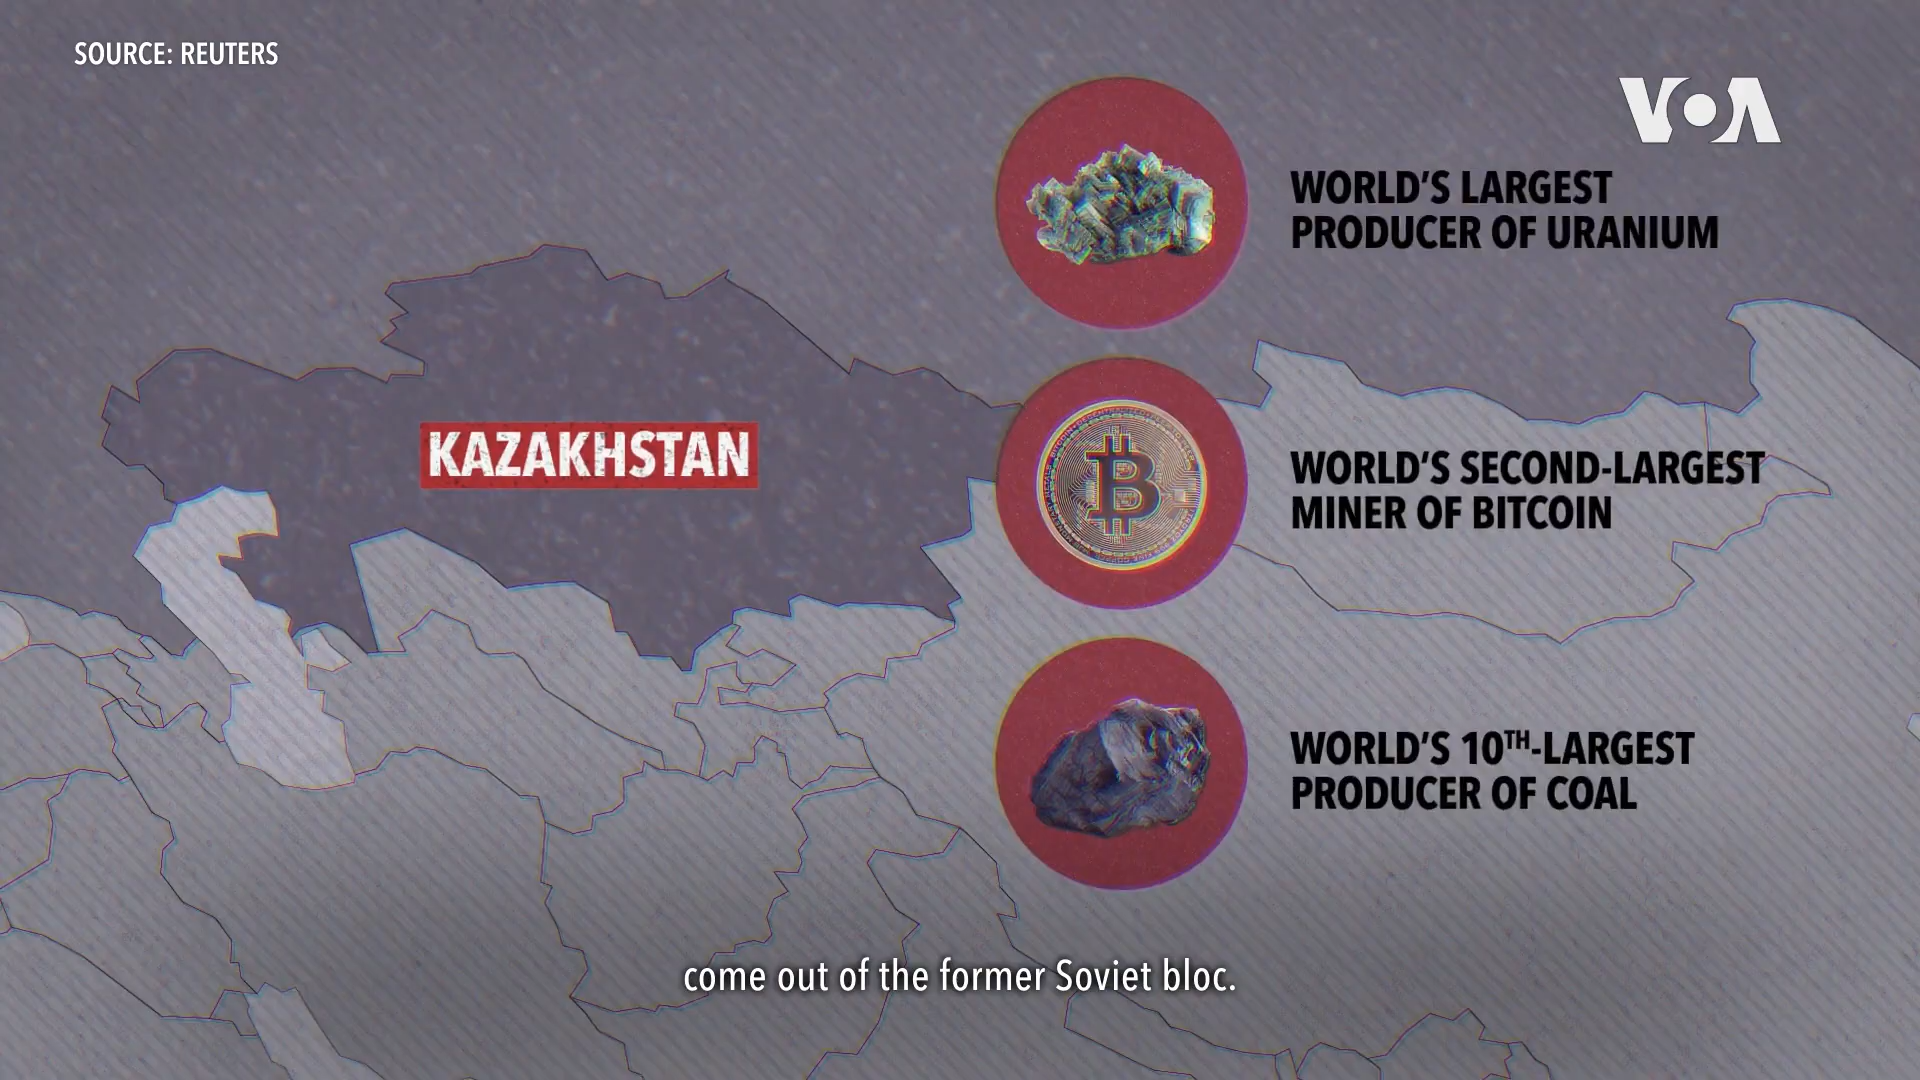 SOURCE: REUTERS
VOA
WORLD'S LARGEST
PRODUCER OF URANIUM
KAZAKHSTAN
WORLD'S SECOND-LARGEST
MINER OF BITCOIN
WORLD'S 10TH-LARGEST
PRODUCER OF COAL
come out of the former Soviet bloc.